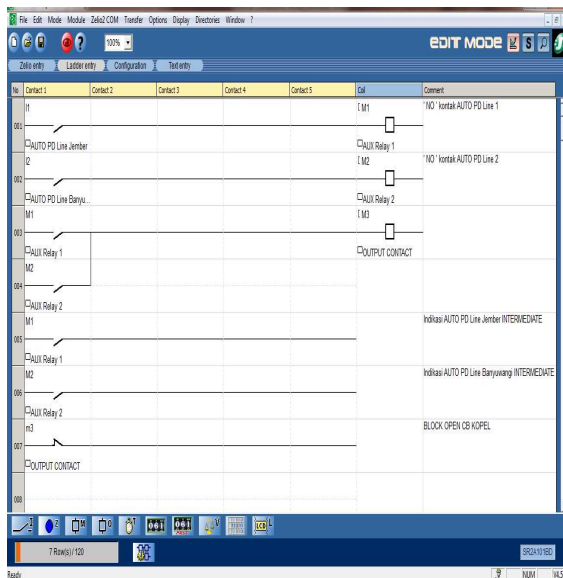 File Edit Mode Module Zelio2 COM Transfer Options Display Directories Window ?
100%
EDIT MODE
S
Zelio entry Ladder entry Configuration Text entry
No Contact 1 Contact 2 Contact 3 Contact 4 Contact 5 Coil Comment
001 I1 [ M1 ' NO ' kontak AUTO PD Line 1
AUTO PD Line Jember AUX Relay 1
002 I2 [ M2 ' NO ' kontak AUTO PD Line 2
AUTO PD Line Banyu... AUX Relay 2
003 M1 [ M3
AUX Relay 1 OUTPUT CONTACT
004 M2
AUX Relay 2
005 M1 Indikasi AUTO PD Line Jember INTERMEDIATE
AUX Relay 1
006 M2 Indikasi AUTO PD Line Banyuwangi INTERMEDIATE
AUX Relay 2
007 m3 BLOCK OPEN CB KOPEL
OUTPUT CONTACT
008
I Z M Q T V LCD L
7 Row(s) / 120 SR2A101BD
Ready NUM V4.5